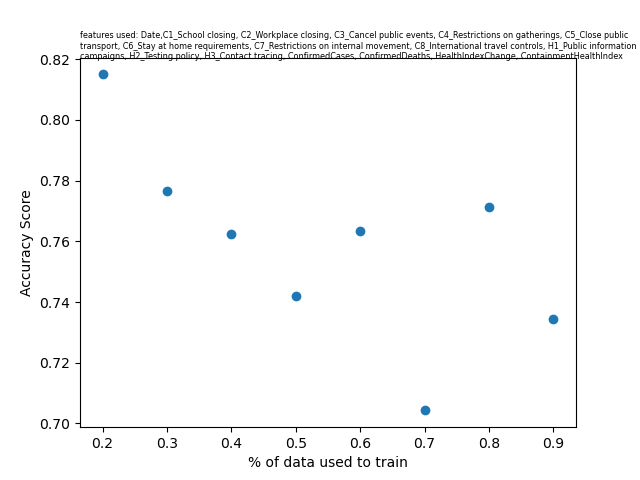 features used: Date,C1_School closing, C2_Workplace closing, C3_Cancel public events, C4_Restrictions on gatherings, C5_Close public
transport, C6_Stay at home requirements, C7_Restrictions on internal movement, C8_International travel controls, H1_Public information
campaigns, H2_Testing policy, H3_Contact tracing, ConfirmedCases, ConfirmedDeaths, HealthIndexChange, ContainmentHealthIndex
0.82
0.80
0.78
0.76
0.74
0.72
0.70
Accuracy Score
0.2 0.3 0.4 0.5 0.6 0.7 0.8 0.9
% of data used to train